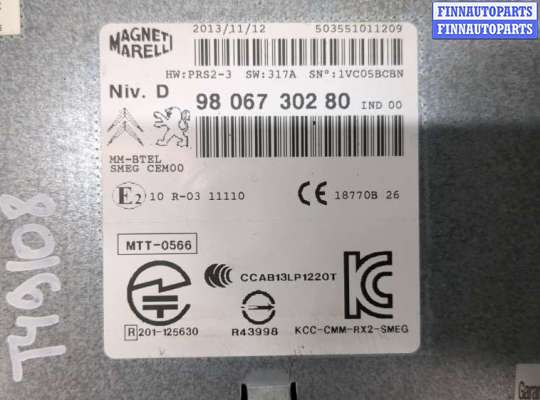 FINNAUTOPARTS
FINNAUTOPARTS
FINNAUTOPARTS
MAGNETI
MARELLI
2013/11/12 503551011209
HW:PRS2-3 SW:317A SN°:1VC05BCBN
Niv. D
98 067 302 80 IND 00
MM-BTEL
SMEG CEM00
E2 10 R-03 11110
CE 18770B 26
MTT-0566
CCAB13LP1220T
R 201-125630
R43998
KCC-CMM-RX2-SMEG
T49108
Garan